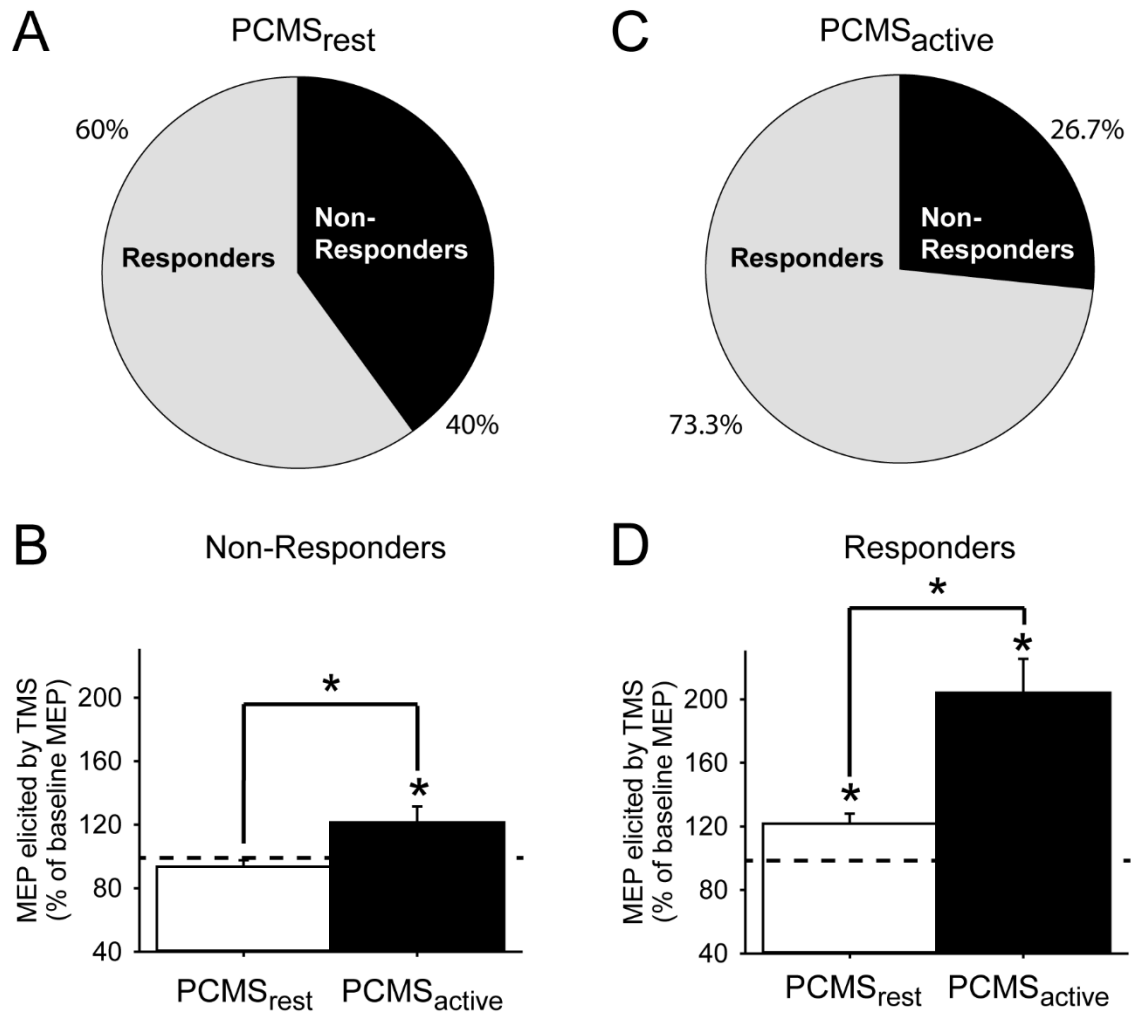 A
PCMSrest
60%
Responders
Non-
Responders
40%
C
PCMSactive
26.7%
Responders
Non-
Responders
73.3%
B
Non-Responders
MEP elicited by TMS
(% of baseline MEP)
200
160
120
80
40
*
*
PCMSrest
PCMSactive
D
Responders
MEP elicited by TMS
(% of baseline MEP)
200
160
120
80
40
*
*
*
PCMSrest
PCMSactive